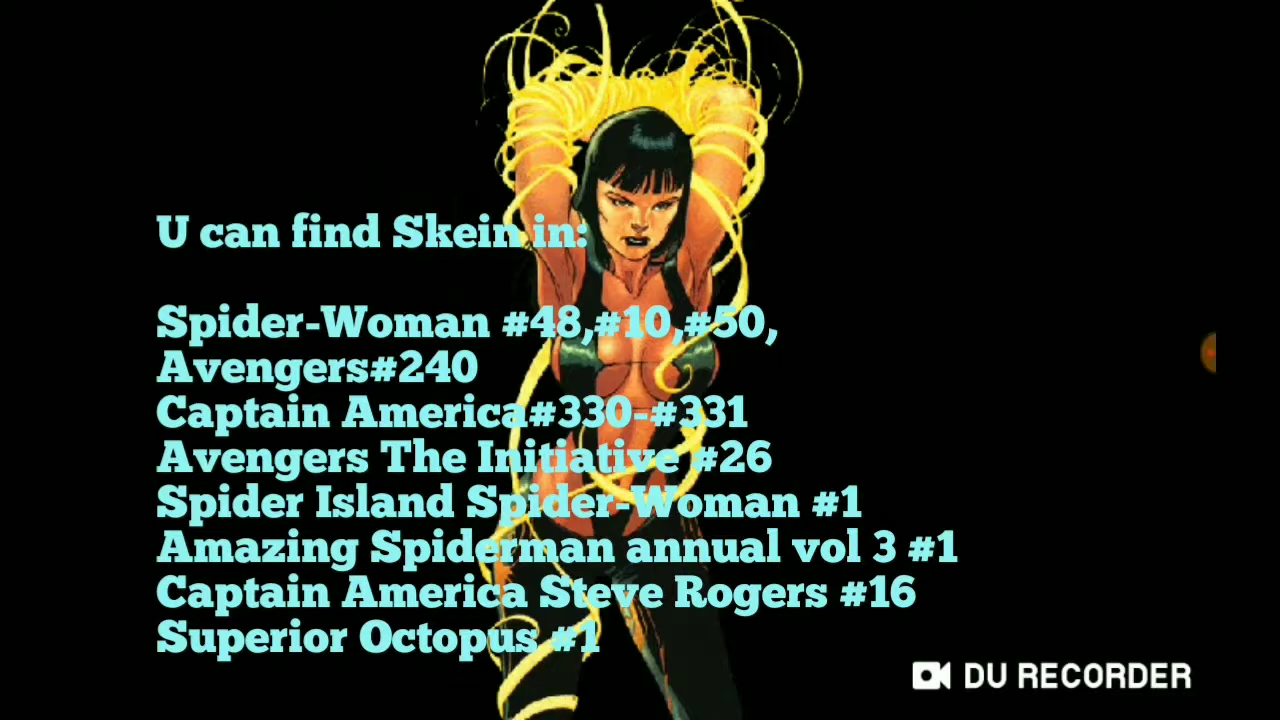 U can find Skein in:
Spider-Woman #48,#10,#50,
Avengers#240
Captain America#330-#331
Avengers The Initiative #26
Spider Island Spider-Woman #1
Amazing Spiderman annual vol 3 #1
Captain America Steve Rogers #16
Superior Octopus #1
DU RECORDER